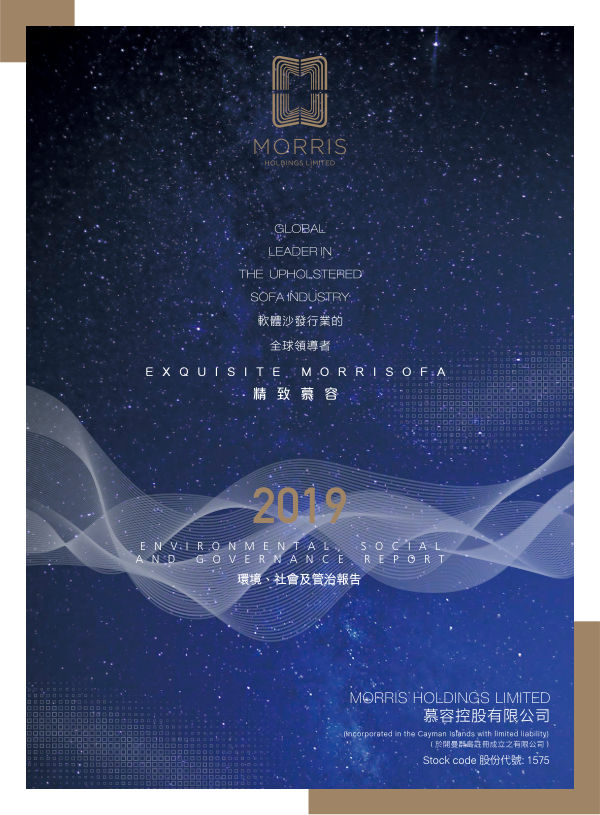 MORRIS
HOLDINGS LIMITED
GLOBAL
LEADER IN
THE UPHOLSTERED
SOFA INDUSTRY
軟體沙發行業的
全球領導者
EXQUISITE MORRISOFA
精致慕容
2019
ENVIRONMENTAL, SOCIAL
AND GOVERNANCE REPORT
環境、社會及管治報告
MORRIS HOLDINGS LIMITED
慕容控股有限公司
(Incorporated in the Cayman Islands with limited liability)
(於開曼群島註冊成立之有限公司)
Stock code 股份代號: 1575